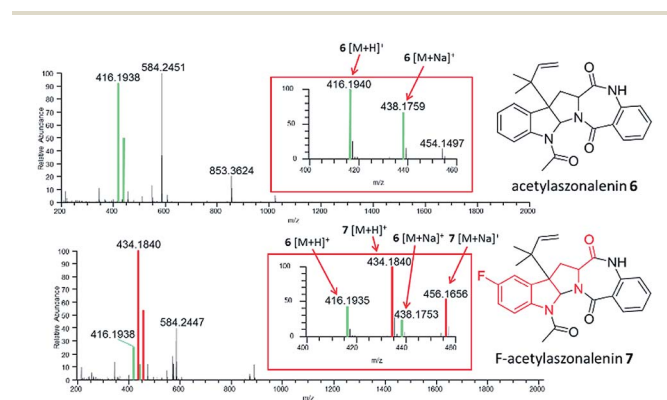 6 [M+H]⁺
6 [M+Na]⁺
584.2451
416.1938
853.3624
416.1940
438.1759
454.1497
100
50
0
400 420 440 460
m/z
Relative Abundance
100
90
80
70
60
50
40
30
20
10
0
200 400 600 800 1000 1200 1400 1600 1800 2000
m/z
O
NH
N
N
O
O
acetylaszonalenin 6
7 [M+H]⁺
6 [M+H]⁺
6 [M+Na]⁺ 7 [M+Na]⁺
434.1840
416.1938
584.2447
434.1840
416.1935
438.1753
456.1656
100
50
0
400 420 440 460
m/z
Relative Abundance
100
90
80
70
60
50
40
30
20
10
0
200 400 600 800 1000 1200 1400 1600 1800 2000
m/z
O
F
NH
N
N
O
O
F-acetylaszonalenin 7